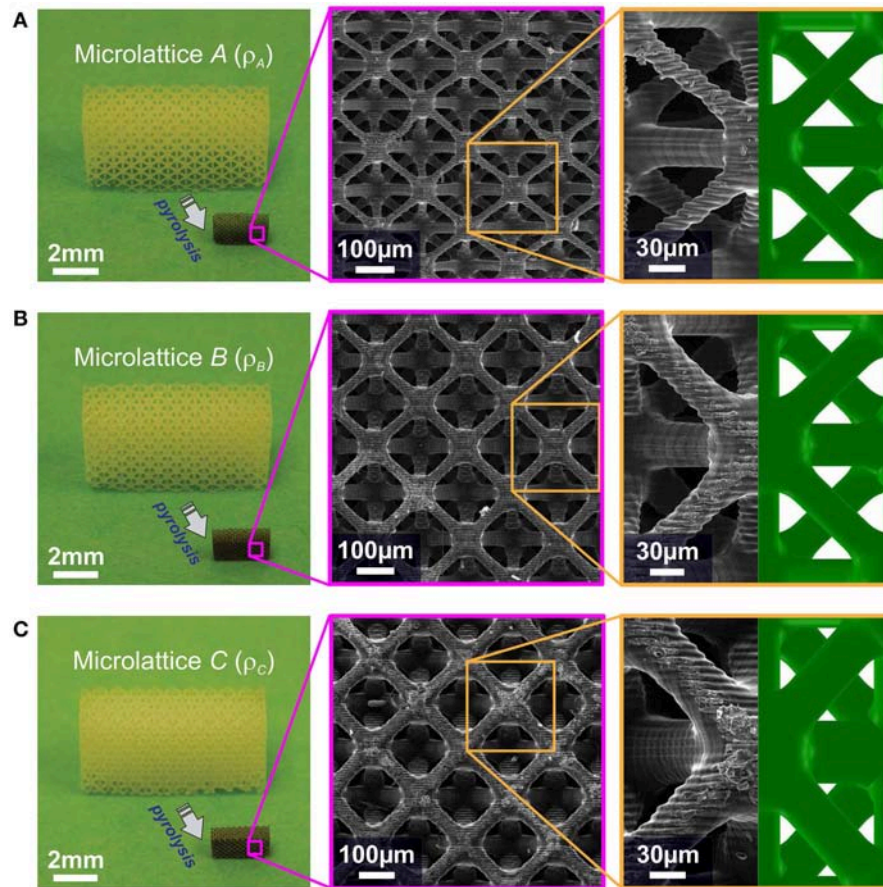 A
Microlattice A (ρA)
pyrolysis
2mm
100µm
30µm
B
Microlattice B (ρB)
pyrolysis
2mm
100µm
30µm
C
Microlattice C (ρC)
pyrolysis
2mm
100µm
30µm